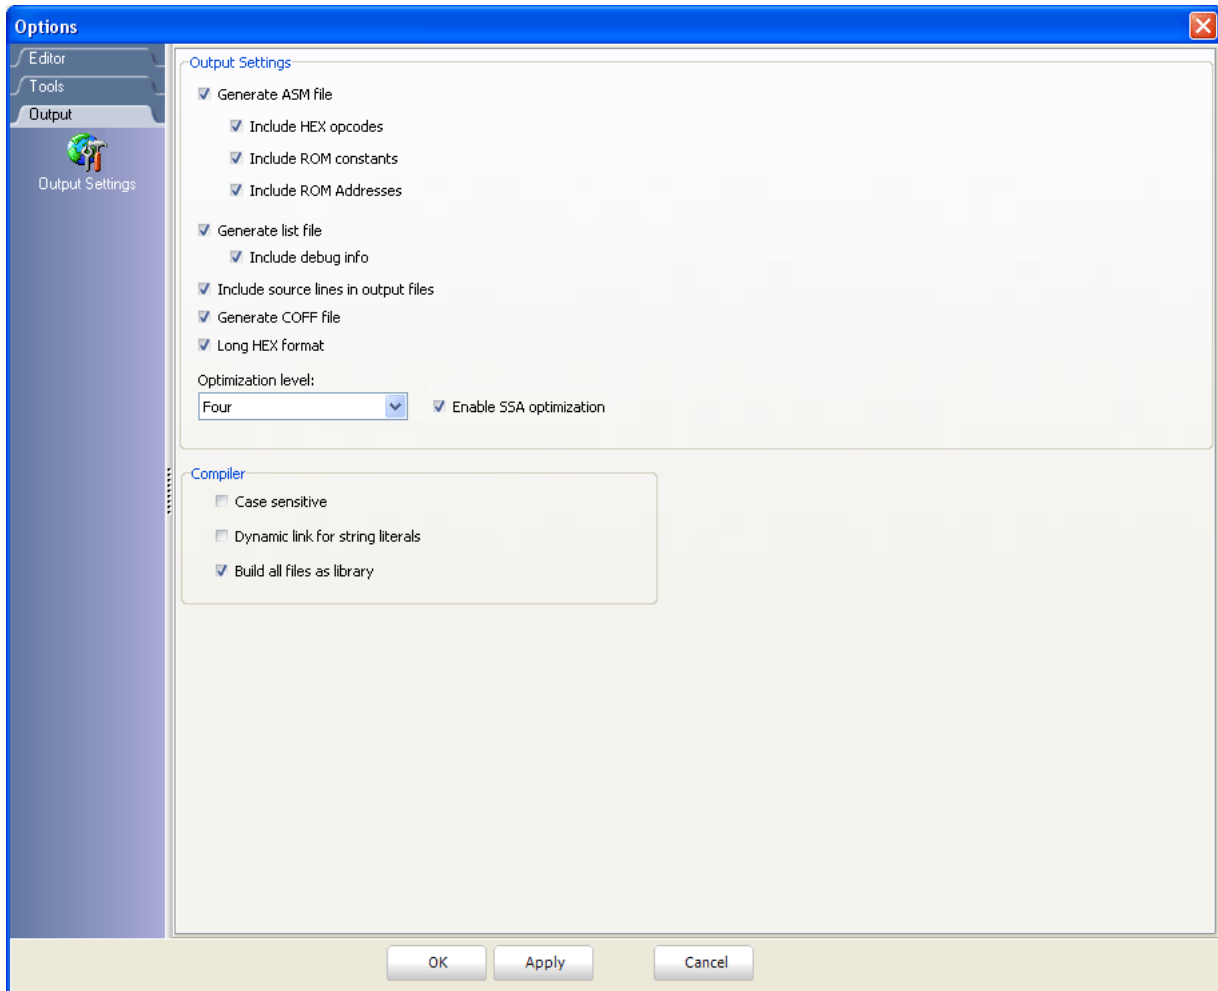 Options
Editor
Tools
Output
Output Settings
Output Settings
Generate ASM file
Include HEX opcodes
Include ROM constants
Include ROM Addresses
Generate list file
Include debug info
Include source lines in output files
Generate COFF file
Long HEX format
Optimization level:
Four Enable SSA optimization
Compiler
Case sensitive
Dynamic link for string literals
Build all files as library
OK Apply Cancel